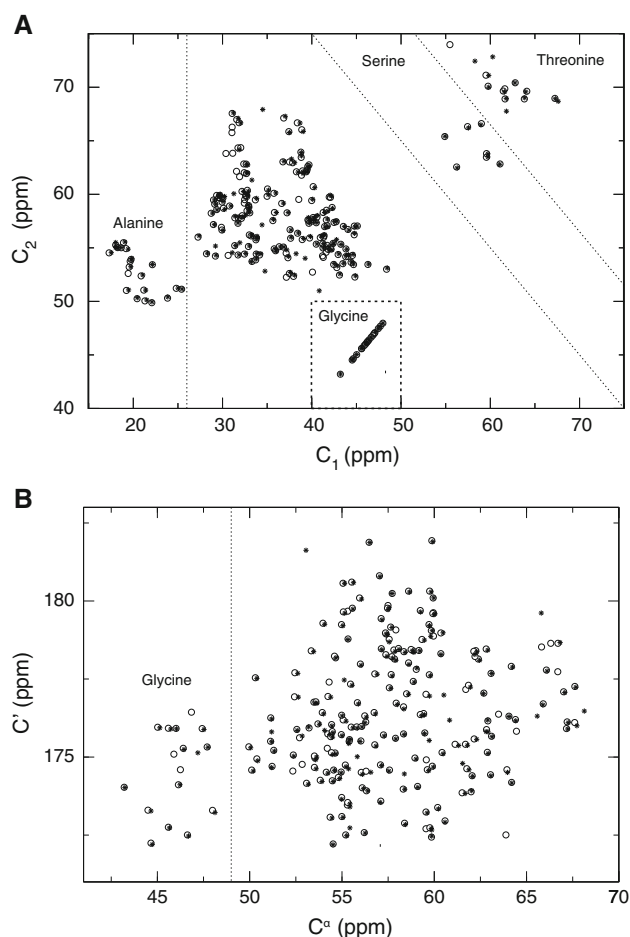 A
70
60
50
40
C₂ (ppm)
Serine
Threonine
Alanine
Glycine
20 30 40 50 60 70
C₁ (ppm)
B
180
175
C' (ppm)
Glycine
45 50 55 60 65 70
Cᵅ (ppm)